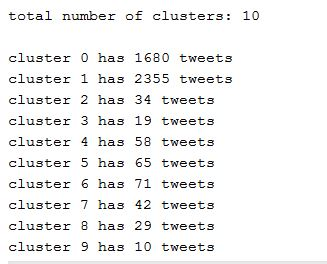 total number of clusters: 10
cluster 0 has 1680 tweets
cluster 1 has 2355 tweets
cluster 2 has 34 tweets
cluster 3 has 19 tweets
cluster 4 has 58 tweets
cluster 5 has 65 tweets
cluster 6 has 71 tweets
cluster 7 has 42 tweets
cluster 8 has 29 tweets
cluster 9 has 10 tweets